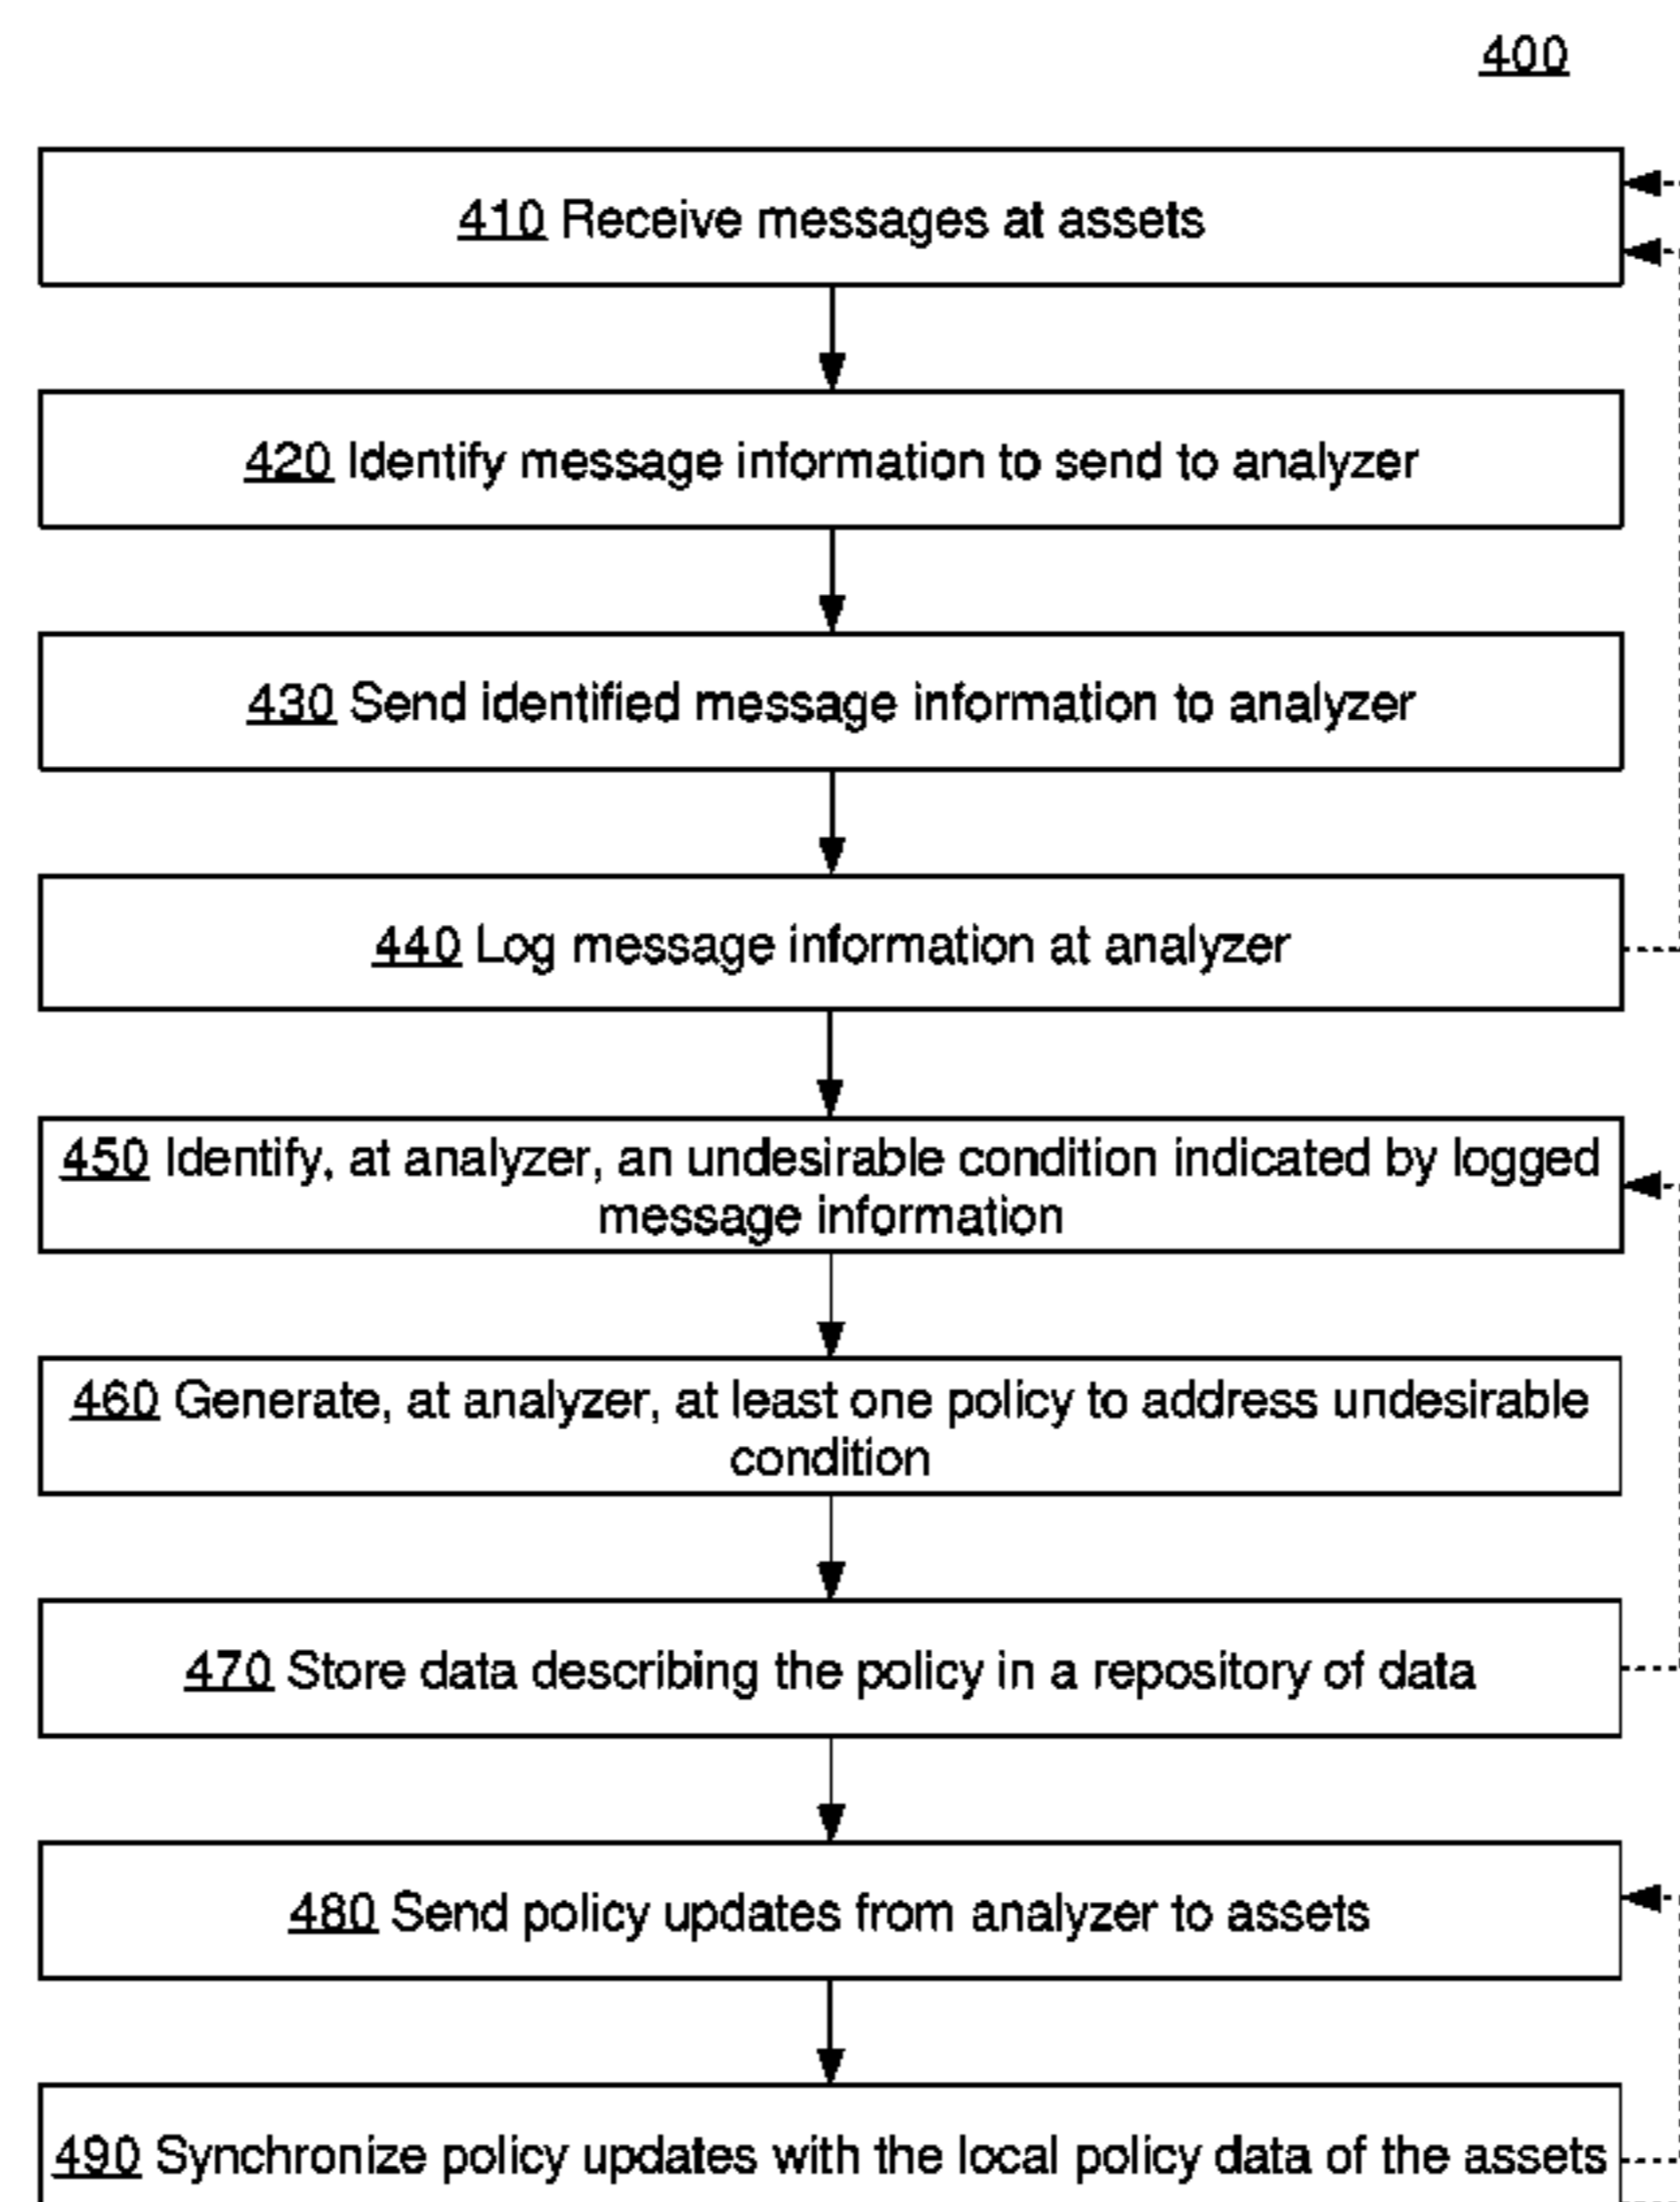 400
410 Receive messages at assets
420 Identify message information to send to analyzer
430 Send identified message information to analyzer
440 Log message information at analyzer
450 Identify, at analyzer, an undesirable condition indicated by logged
message information
460 Generate, at analyzer, at least one policy to address undesirable
condition
470 Store data describing the policy in a repository of data
480 Send policy updates from analyzer to assets
490 Synchronize policy updates with the local policy data of the assets